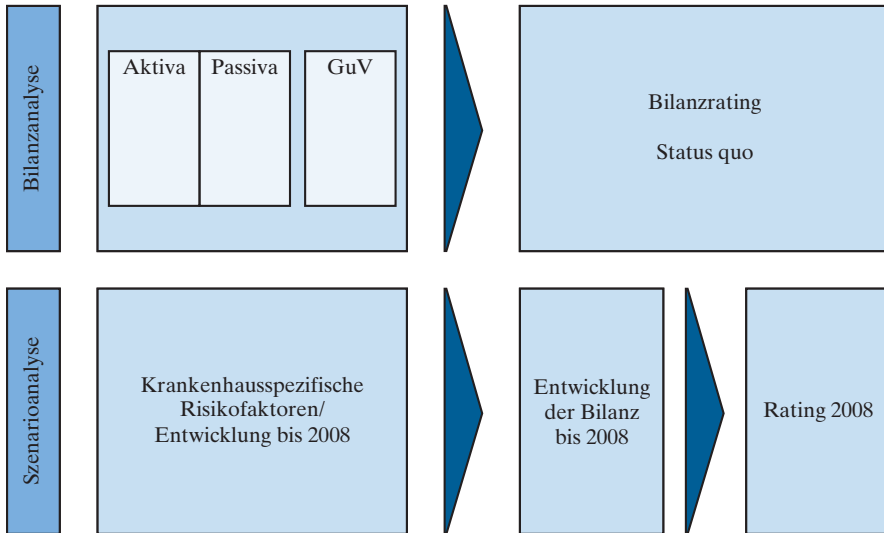 Bilanzanalyse
Aktiva
Passiva
GuV
Bilanzrating
Status quo
Szenarioanalyse
Krankenhausspezifische
Risikofaktoren/
Entwicklung bis 2008
Entwicklung
der Bilanz
bis 2008
Rating 2008